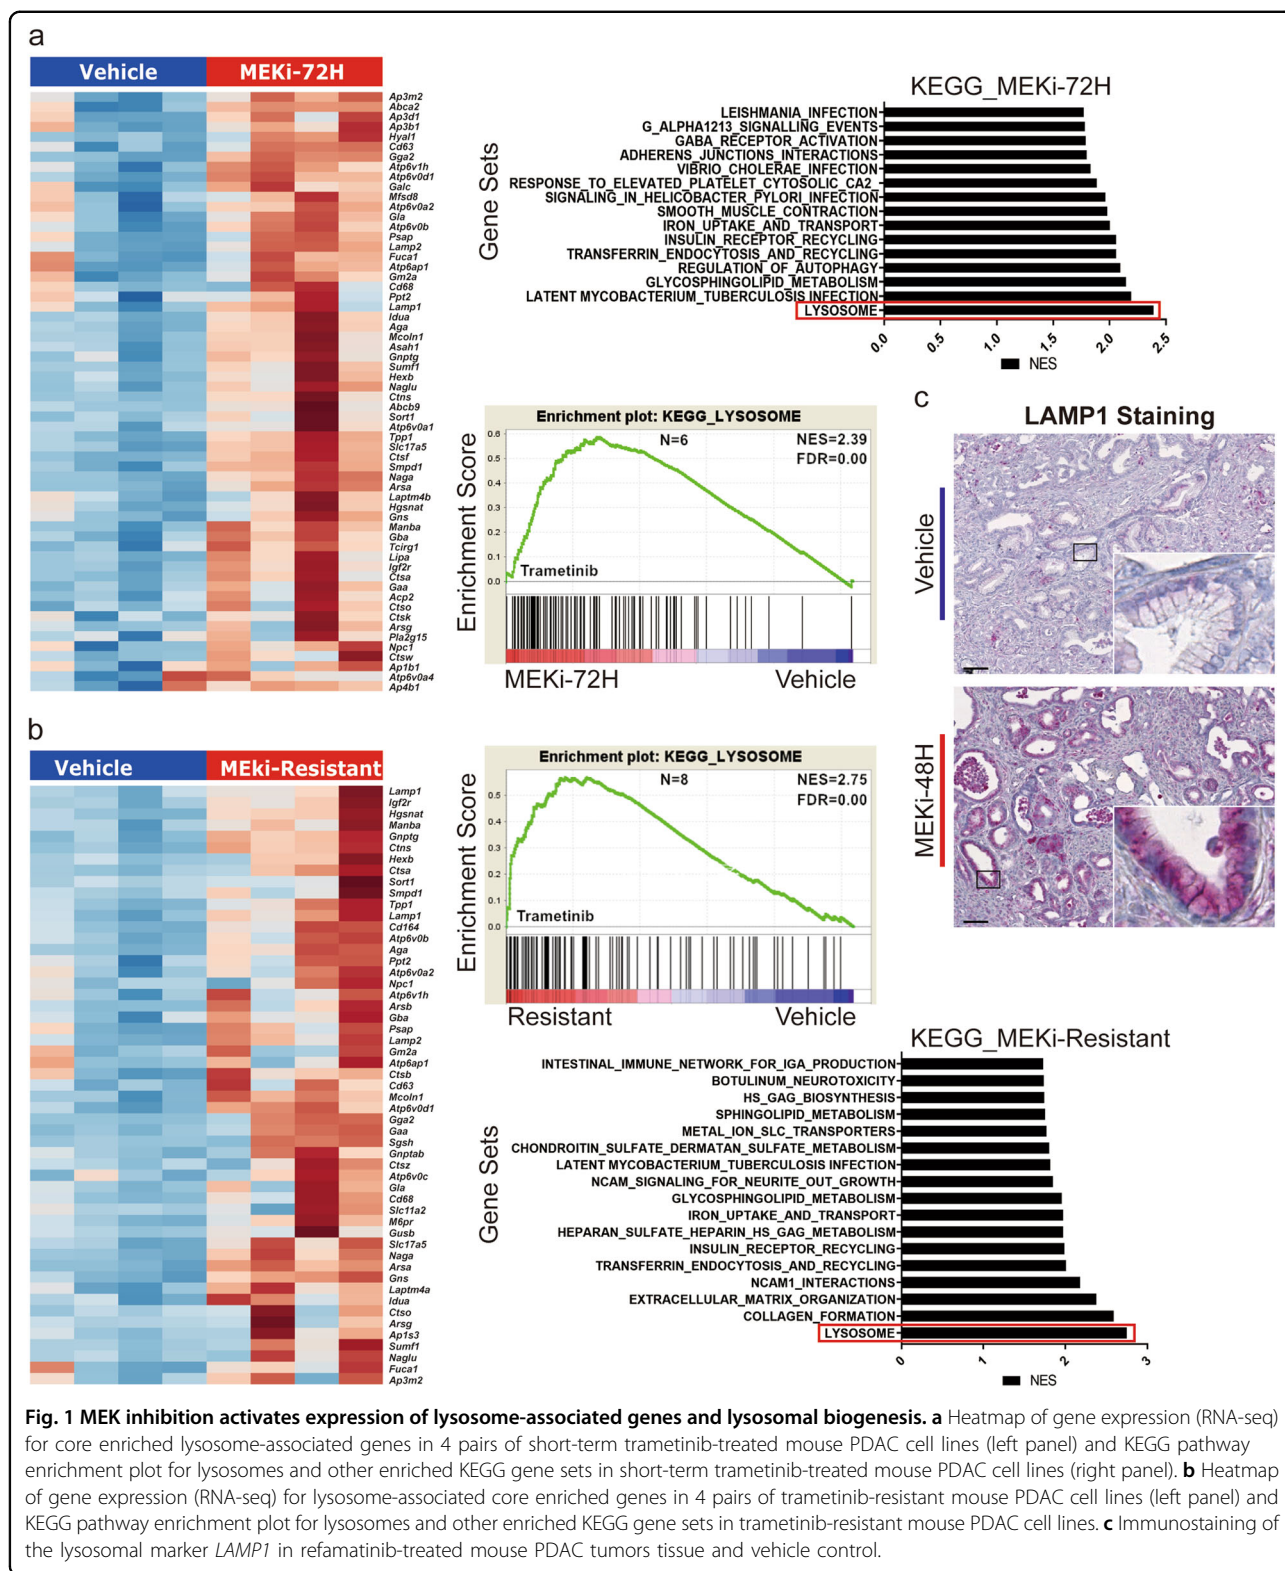 a
Vehicle MEKi-72H
Ap3m2
Abca2
Ap3d1
Ap3b1
Hyal1
Cd63
Gga2
Atp6v1h
Atp6v0d1
Galc
Mfsd8
Atp6v0a2
Gla
Atp6v0b
Psap
Lamp2
Fuca1
Atp6ap1
Gm2a
Cd68
Ppt2
Lamp1
Idua
Aga
Mcoln1
Asah1
Gnptg
Sumf1
Hexb
Naglu
Ctns
Abcb9
Sort1
Atp6v0a1
Tpp1
Slc17a5
Ctsf
Smpd1
Naga
Arsa
Laptm4b
Hgsnat
Gns
Manba
Gba
Tcirg1
Lipa
Igf2r
Ctsa
Gaa
Acp2
Ctso
Ctsk
Arsg
Pla2g15
Npc1
Ctsw
Ap1b1
Atp6v0a4
Ap4b1
KEGG_MEKi-72H
Gene Sets
LEISHMANIA_INFECTION
G_ALPHA1213_SIGNALLING_EVENTS
GABA_RECEPTOR_ACTIVATION
ADHERENS_JUNCTIONS_INTERACTIONS
VIBRIO_CHOLERAE_INFECTION
RESPONSE_TO_ELEVATED_PLATELET_CYTOSOLIC_CA2_
SIGNALING_IN_HELICOBACTER_PYLORI_INFECTION
SMOOTH_MUSCLE_CONTRACTION
IRON_UPTAKE_AND_TRANSPORT
INSULIN_RECEPTOR_RECYCLING
TRANSFERRIN_ENDOCYTOSIS_AND_RECYCLING
REGULATION_OF_AUTOPHAGY
GLYCOSPHINGOLIPID_METABOLISM
LATENT MYCOBACTERIUM_TUBERCULOSIS INFECTION
LYSOSOME
0.0 0.5 1.0 1.5 2.0 2.5
NES
Enrichment plot: KEGG_LYSOSOME
N=6 NES=2.39
FDR=0.00
Enrichment Score
0.6
0.5
0.4
0.3
0.2
0.1
0.0
Trametinib
MEKi-72H Vehicle
c
LAMP1 Staining
Vehicle
MEKi-48H
b
Vehicle MEki-Resistant
Lamp1
Igf2r
Hgsnat
Manba
Gnptg
Ctns
Hexb
Ctsa
Sort1
Smpd1
Tpp1
Lamp1
Cd164
Atp6v0b
Aga
Ppt2
Atp6v0a2
Npc1
Atp6v1h
Arsb
Gba
Psap
Lamp2
Gm2a
Atp6ap1
Ctsb
Cd63
Mcoln1
Atp6v0d1
Gga2
Gaa
Sgsh
Gnptab
Ctsz
Atp6v0c
Gla
Cd68
Slc11a2
M6pr
Gusb
Slc17a5
Naga
Arsa
Gns
Laptm4a
Idua
Ctso
Arsg
Ap1s3
Sumf1
Naglu
Fuca1
Ap3m2
Enrichment plot: KEGG_LYSOSOME
N=8 NES=2.75
FDR=0.00
Enrichment Score
0.5
0.4
0.3
0.2
0.1
0.0
Trametinib
Resistant Vehicle
KEGG_MEKi-Resistant
Gene Sets
INTESTINAL_IMMUNE_NETWORK_FOR_IGA_PRODUCTION
BOTULINUM_NEUROTOXICITY
HS_GAG_BIOSYNTHESIS
SPHINGOLIPID_METABOLISM
METAL_ION_SLC_TRANSPORTERS
CHONDROITIN_SULFATE_DERMATAN_SULFATE_METABOLISM
LATENT MYCOBACTERIUM_TUBERCULOSIS INFECTION
NCAM_SIGNALING_FOR_NEURITE_OUT_GROWTH
GLYCOSPHINGOLIPID_METABOLISM
IRON_UPTAKE_AND_TRANSPORT
HEPARAN_SULFATE_HEPARIN_HS_GAG_METABOLISM
INSULIN_RECEPTOR_RECYCLING
TRANSFERRIN_ENDOCYTOSIS_AND_RECYCLING
NCAM1_INTERACTIONS
EXTRACELLULAR_MATRIX_ORGANIZATION
COLLAGEN_FORMATION
LYSOSOME
0 1 2 3
NES
Fig. 1 MEK inhibition activates expression of lysosome-associated genes and lysosomal biogenesis. a Heatmap of gene expression (RNA-seq)
for core enriched lysosome-associated genes in 4 pairs of short-term trametinib-treated mouse PDAC cell lines (left panel) and KEGG pathway
enrichment plot for lysosomes and other enriched KEGG gene sets in short-term trametinib-treated mouse PDAC cell lines (right panel). b Heatmap
of gene expression (RNA-seq) for lysosome-associated core enriched genes in 4 pairs of trametinib-resistant mouse PDAC cell lines (left panel) and
KEGG pathway enrichment plot for lysosomes and other enriched KEGG gene sets in trametinib-resistant mouse PDAC cell lines. c Immunostaining of
the lysosomal marker LAMP1 in refamatinib-treated mouse PDAC tumors tissue and vehicle control.